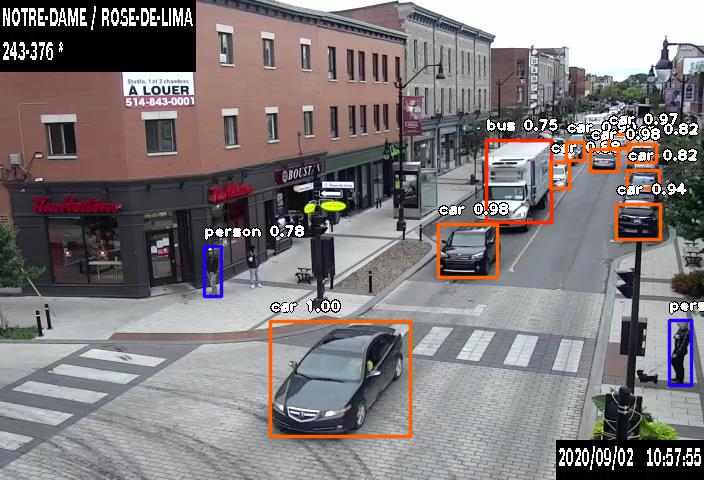 NOTRE-DAME / ROSE-DE-LIMA
243-376 *
Studio, 1 et 2 chambres
À LOUER
514-843-0001
Tim Hortons
Tim Hortons
BOUSTAN
bus 0.75
car 0.97
car 0.98
0.82
car 0.82
car 0.94
car 0.98
person 0.78
car 1.00
pers
2020/09/02 10:57:55